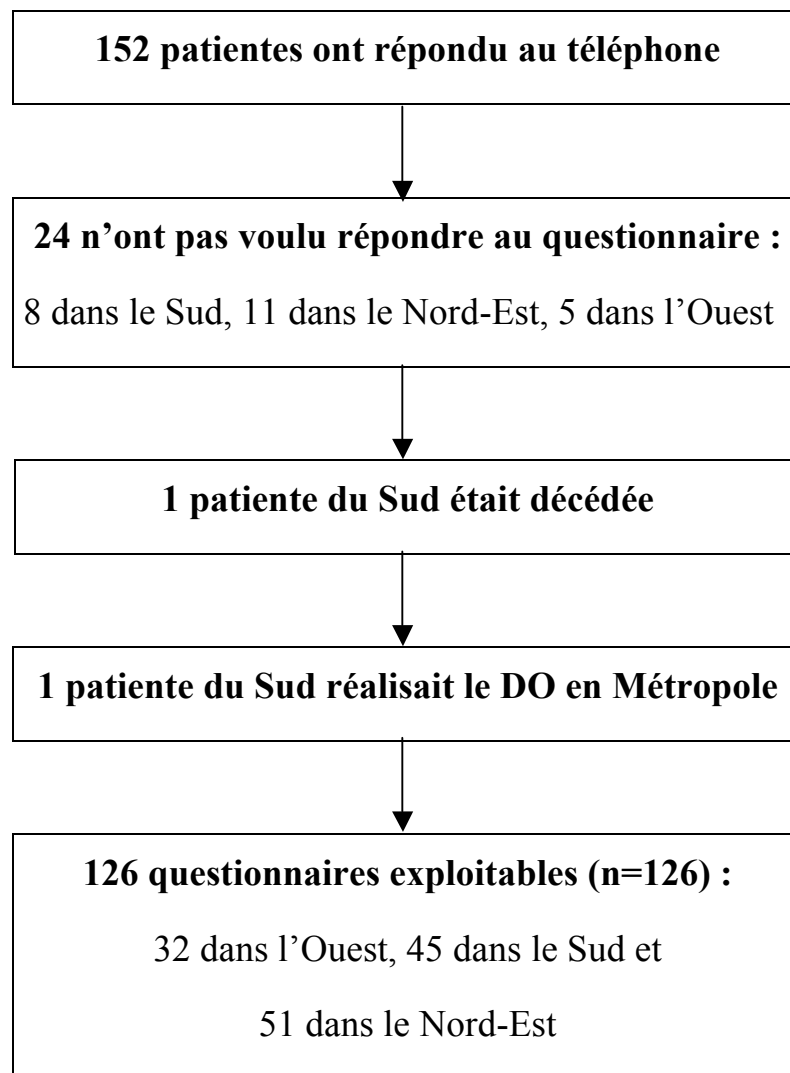 152 patientes ont répondu au téléphone
24 n’ont pas voulu répondre au questionnaire :
8 dans le Sud, 11 dans le Nord-Est, 5 dans l’Ouest
1 patiente du Sud était décédée
1 patiente du Sud réalisait le DO en Métropole
126 questionnaires exploitables (n=126) :
32 dans l’Ouest, 45 dans le Sud et
51 dans le Nord-Est